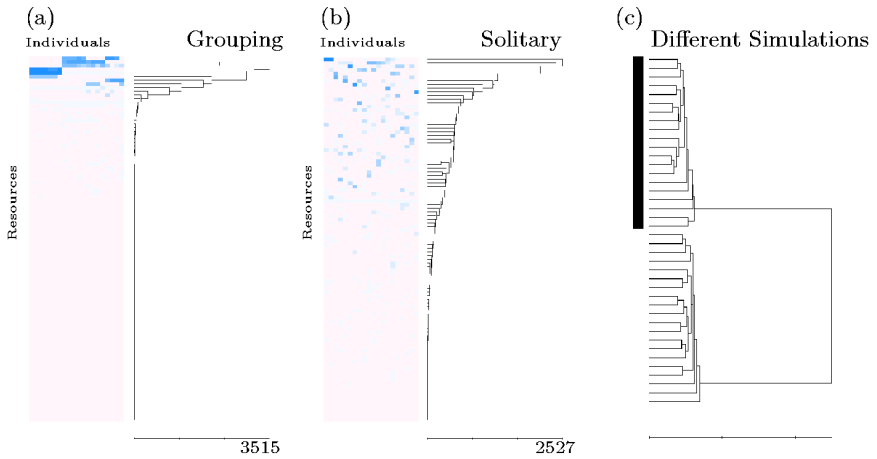 (a)
Individuals
Grouping
Resources
3515
(b)
Individuals
Solitary
Resources
2527
(c)
Different Simulations